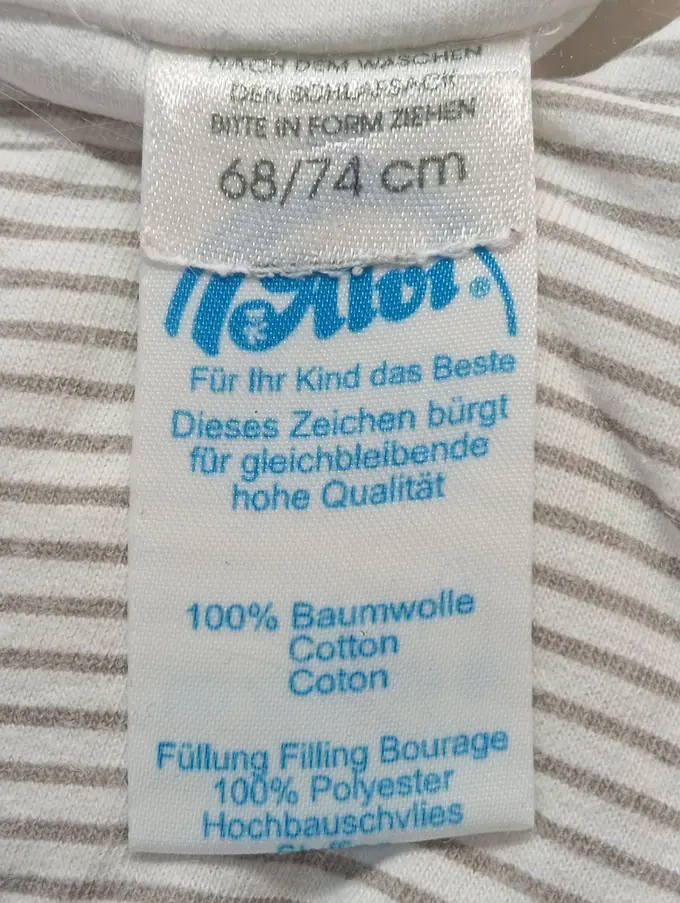 NACH DEM WASCHEN
DEN SCHLAFSACK
BITTE IN FORM ZIEHEN
68/74 cm
Für Ihr Kind das Beste
Dieses Zeichen bürgt
für gleichbleibende
hohe Qualität
100% Baumwolle
Cotton
Coton
Füllung Filling Bourage
100% Polyester
Hochbauschvlies